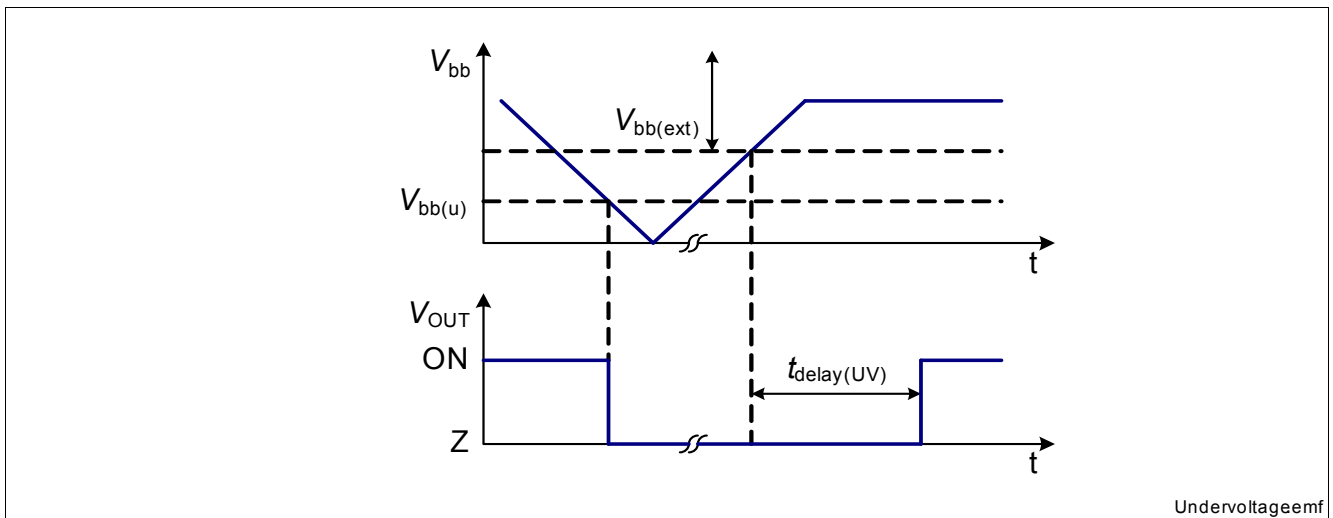 Vbb
Vbb(ext)
Vbb(u)
t
VOUT
ON
tdelay(UV)
Z
t
Undervoltageemf